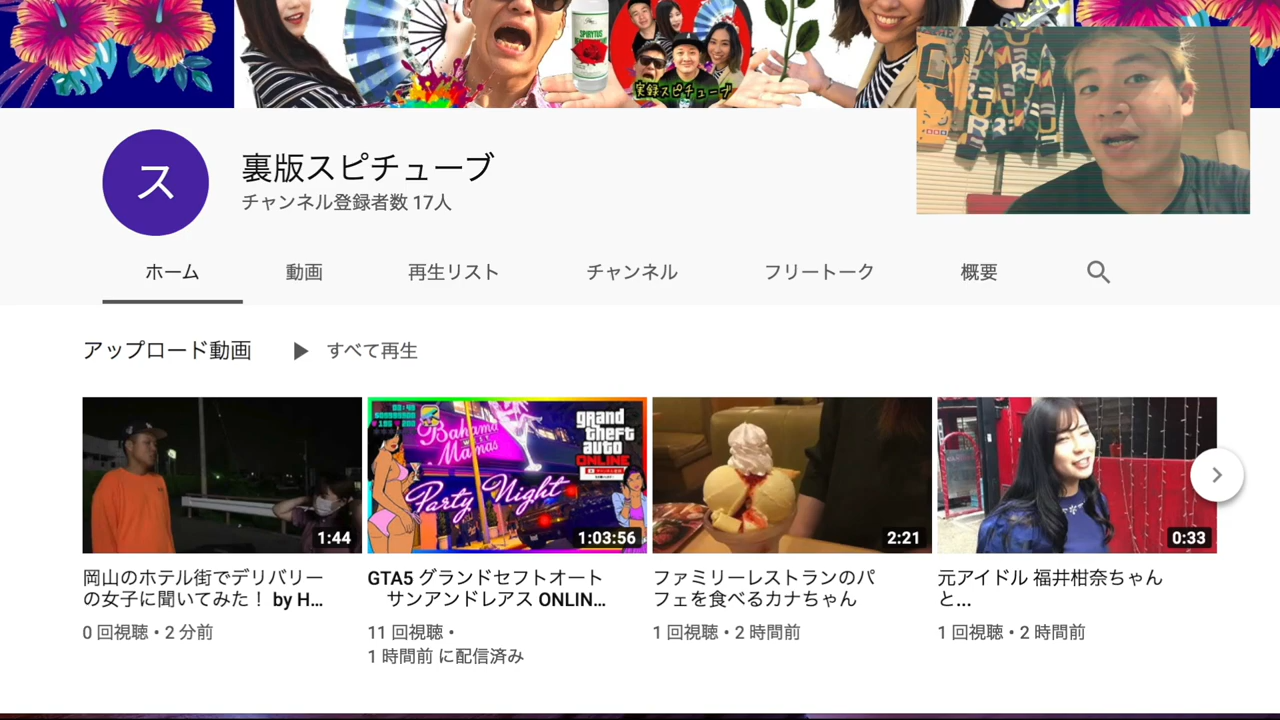 SPIRYTUS
実録スピチューブ
ス
裏版スピチューブ
チャンネル登録者数 17人
ホーム 動画 再生リスト チャンネル フリートーク 概要
アップロード動画 すべて再生
1:44
Bahama Mamas
grand theft auto ONLINE
Party Night
1:03:56
2:21
0:33
岡山のホテル街でデリバリー
の女子に聞いてみた！ by H...
0 回視聴・2 分前
GTA5 グランドセフトオート
サンアンドレアス ONLIN...
11 回視聴・
1 時間前 に配信済み
ファミリーレストランのパ
フェを食べるカナちゃん
1 回視聴・2 時間前
元アイドル 福井柑奈ちゃん
と...
1 回視聴・2 時間前